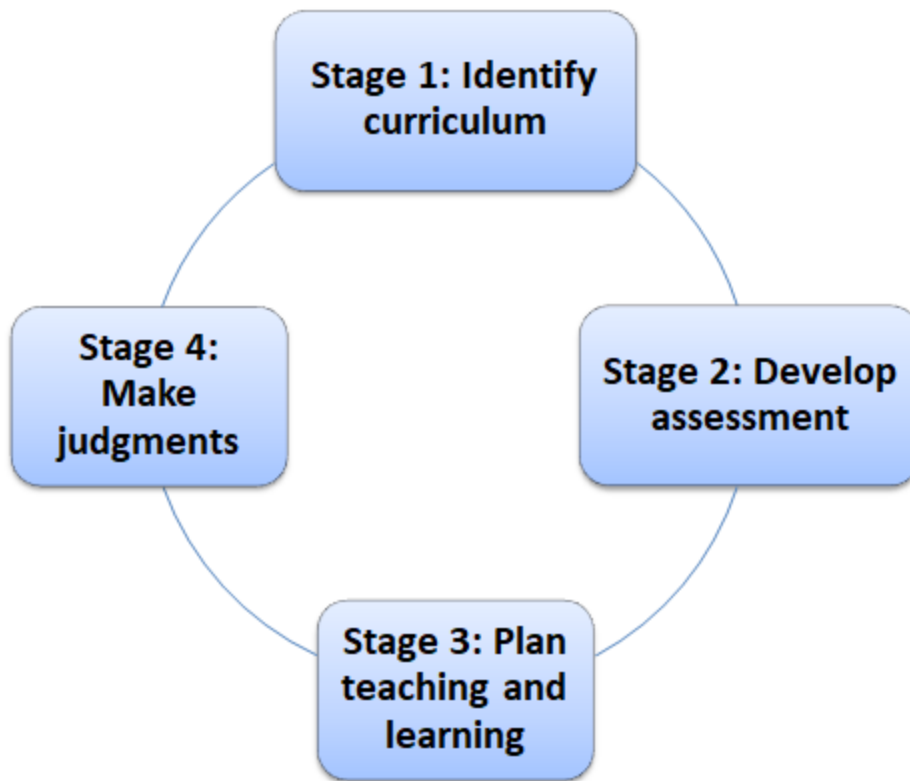 Stage 1: Identify
curriculum
Stage 2: Develop
assessment
Stage 3: Plan
teaching and
learning
Stage 4:
Make
judgments